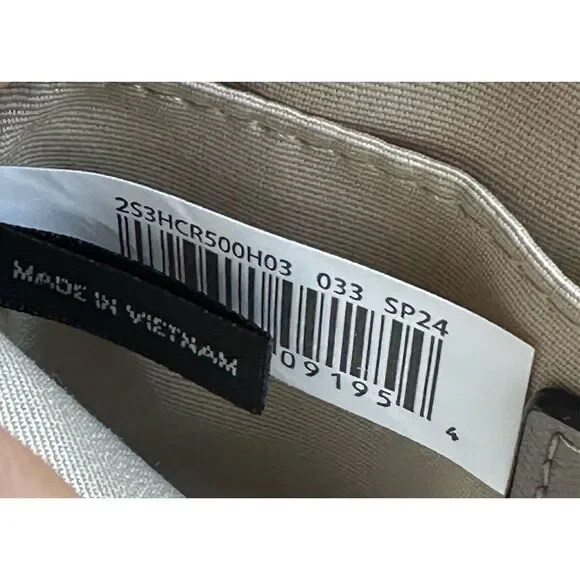 2S3HCR500H03 033 SP24
09195 4
MADE IN VIETNAM